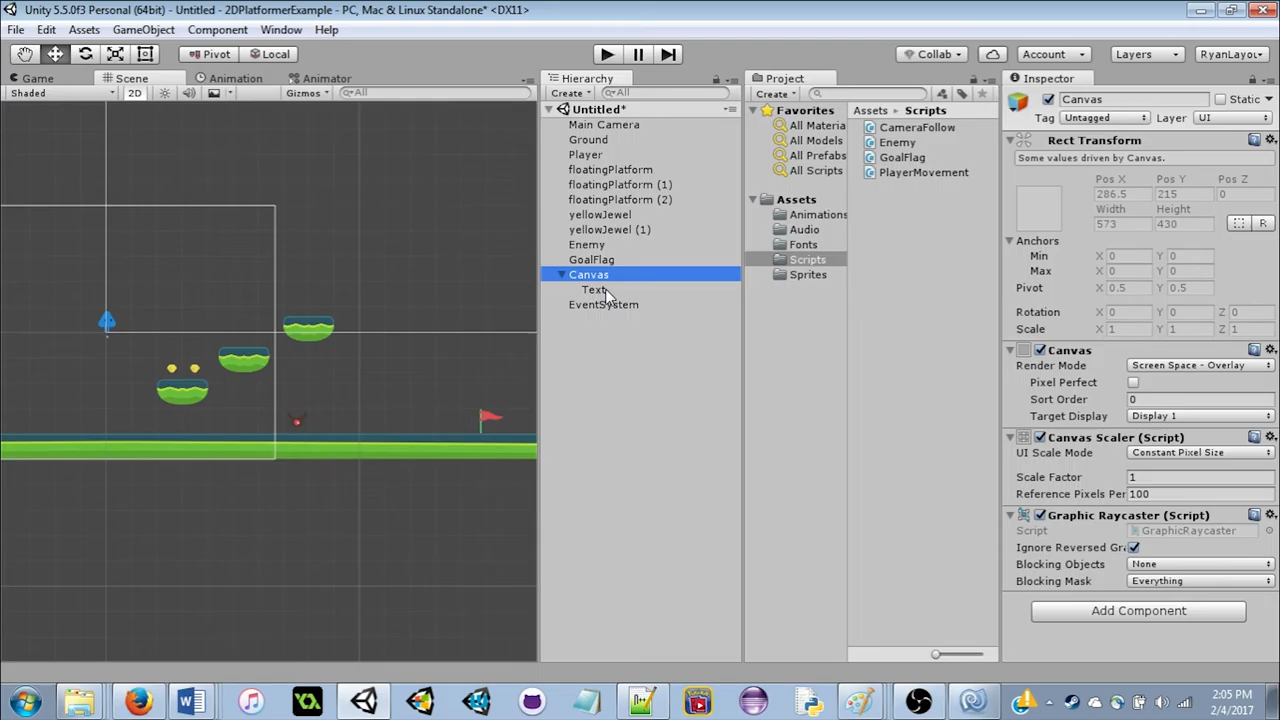 Unity 5.5.0f3 Personal (64bit) - Untitled - 2DPlatformerExample - PC, Mac & Linux Standalone* <DX11>
File Edit Assets GameObject Component Window Help
Pivot Local Collab Account Layers RyanLayou
Game Scene Animation Animator
Shaded 2D Gizmos All
Hierarchy
Create All
Untitled*
Main Camera
Ground
Player
floatingPlatform
floatingPlatform (1)
floatingPlatform (2)
yellowJewel
yellowJewel (1)
Enemy
GoalFlag
Canvas
Text
EventSystem
Project
Create
Favorites
All Materia
All Models
All Prefabs
All Scripts
Assets
Animations
Audio
Fonts
Scripts
Sprites
Assets Scripts
CameraFollow
Enemy
GoalFlag
PlayerMovement
Inspector
Canvas Static
Tag Untagged Layer UI
Rect Transform
Some values driven by Canvas.
Pos X Pos Y Pos Z
286.5 215 0
Width Height
573 430 R
Anchors
Min X 0 Y 0
Max X 0 Y 0
Pivot X 0.5 Y 0.5
Rotation X 0 Y 0 Z 0
Scale X 1 Y 1 Z 1
Canvas
Render Mode Screen Space - Overlay
Pixel Perfect
Sort Order 0
Target Display Display 1
Canvas Scaler (Script)
UI Scale Mode Constant Pixel Size
Scale Factor 1
Reference Pixels Per 100
Graphic Raycaster (Script)
Script GraphicRaycaster
Ignore Reversed Gra
Blocking Objects None
Blocking Mask Everything
Add Component
2:05 PM
2/4/2017